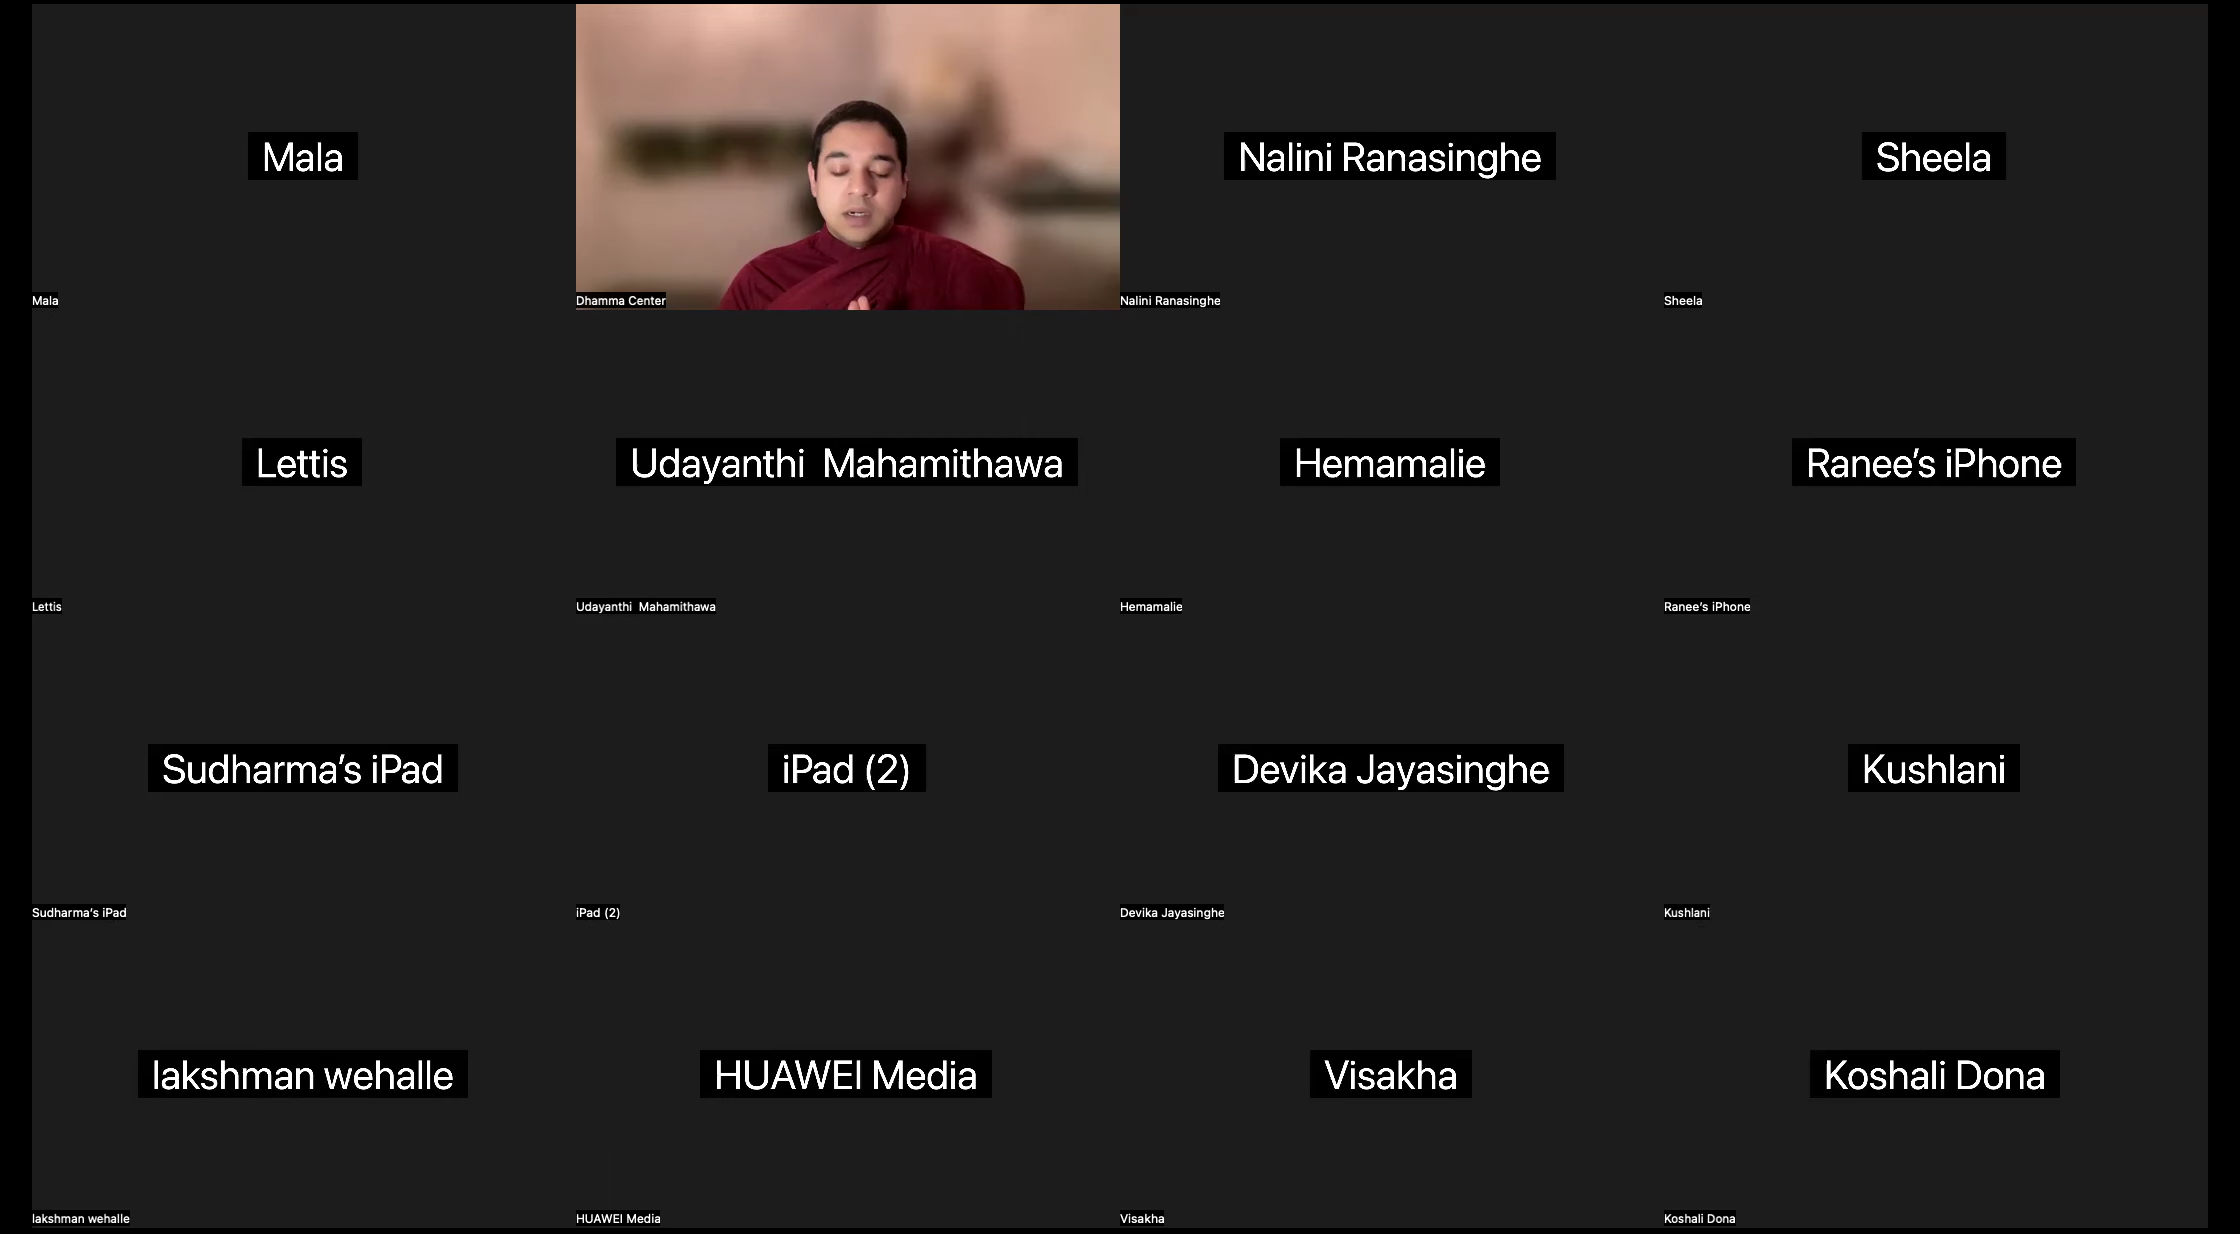 Mala
Mala
Dhamma Center
Nalini Ranasinghe
Nalini Ranasinghe
Sheela
Sheela
Lettis
Lettis
Udayanthi  Mahamithawa
Udayanthi  Mahamithawa
Hemamalie
Hemamalie
Ranee’s iPhone
Ranee’s iPhone
Sudharma’s iPad
Sudharma’s iPad
iPad (2)
iPad (2)
Devika Jayasinghe
Devika Jayasinghe
Kushlani
Kushlani
lakshman wehalle
lakshman wehalle
HUAWEI Media
HUAWEI Media
Visakha
Visakha
Koshali Dona
Koshali Dona